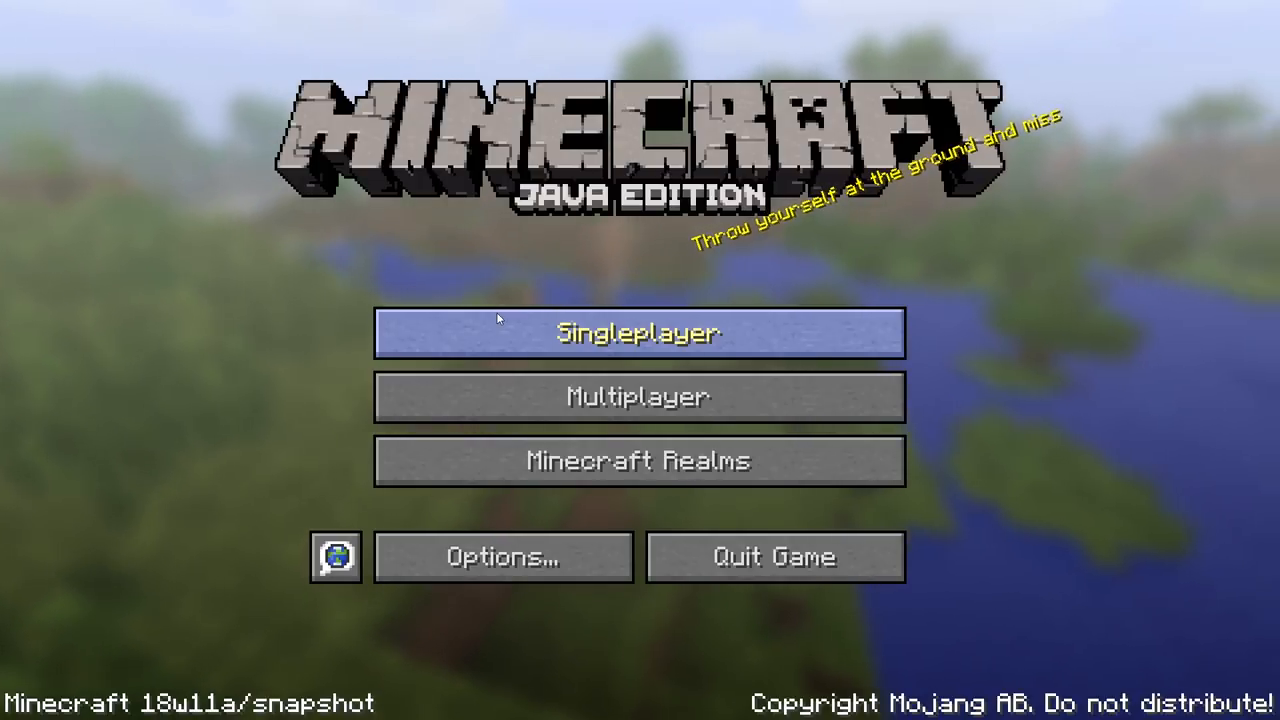 MINECRAFT
JAVA EDITION
Throw yourself at the ground and miss
Singleplayer
Multiplayer
Minecraft Realms
Options...
Quit Game
Minecraft 18w11a/snapshot
Copyright Mojang AB. Do not distribute!